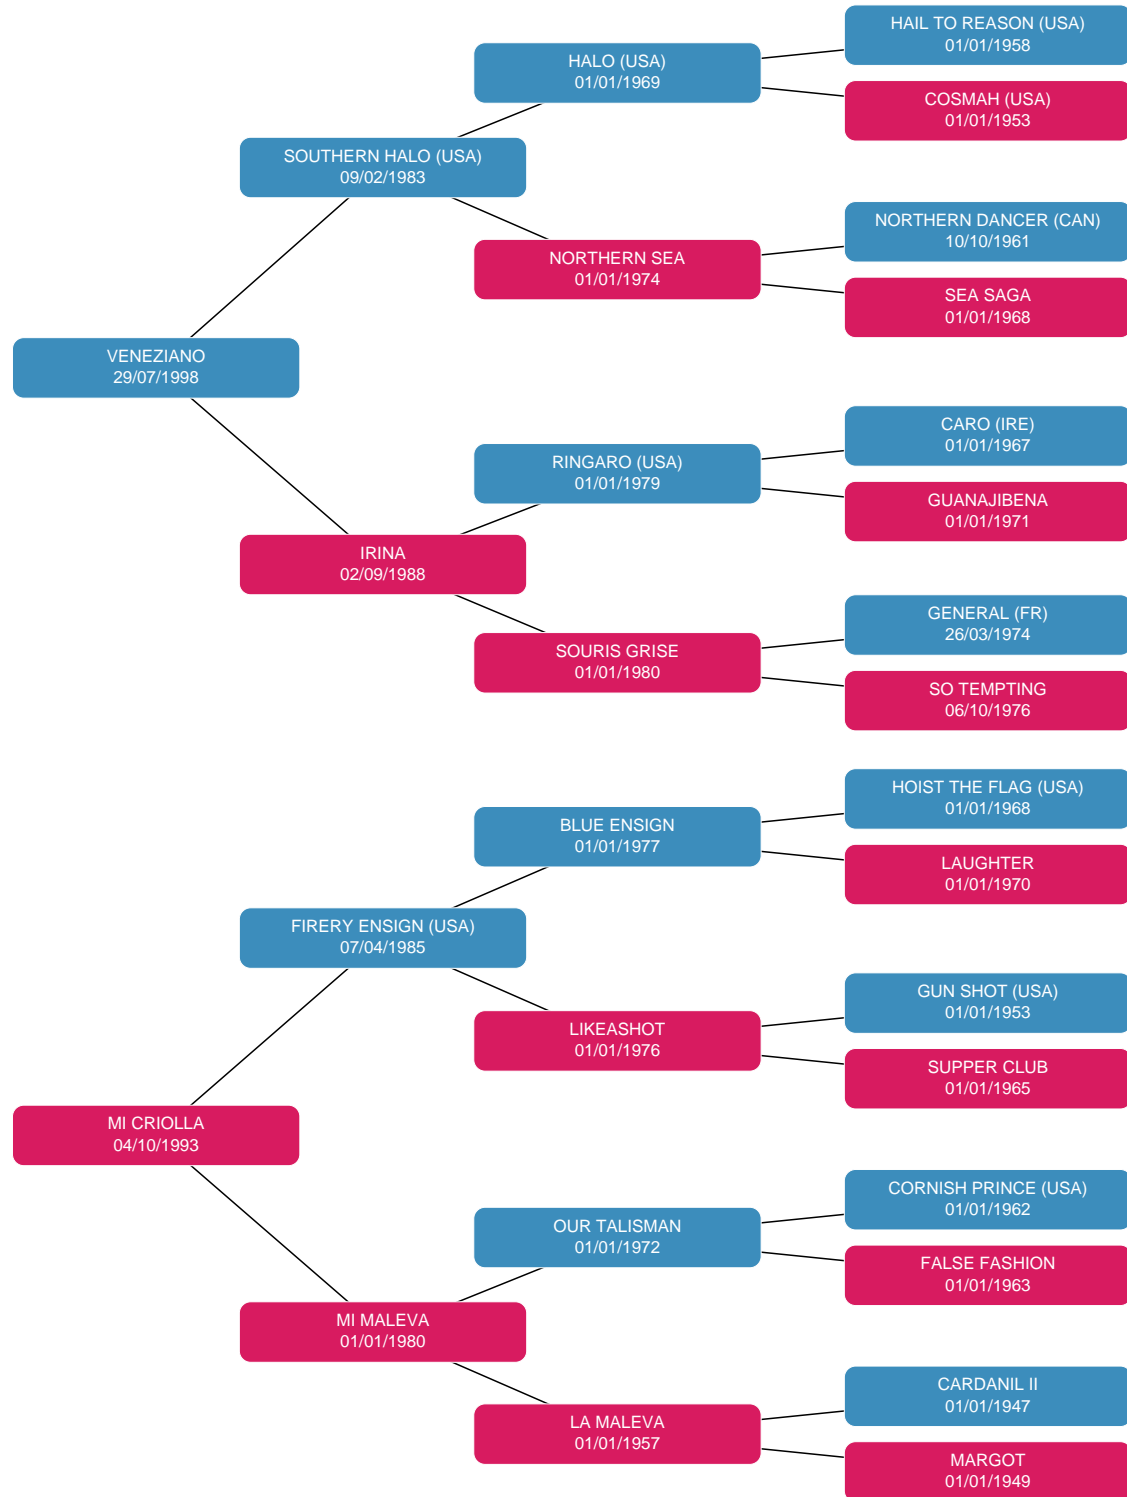 HAIL TO REASON (USA)
01/01/1958
HALO (USA)
01/01/1969
COSMAH (USA)
01/01/1953
SOUTHERN HALO (USA)
09/02/1983
NORTHERN DANCER (CAN)
10/10/1961
NORTHERN SEA
01/01/1974
SEA SAGA
01/01/1968
VENEZIANO
29/07/1998
CARO (IRE)
01/01/1967
RINGARO (USA)
01/01/1979
GUANAJIBENA
01/01/1971
IRINA
02/09/1988
GENERAL (FR)
26/03/1974
SOURIS GRISE
01/01/1980
SO TEMPTING
06/10/1976
HOIST THE FLAG (USA)
01/01/1968
BLUE ENSIGN
01/01/1977
LAUGHTER
01/01/1970
FIRERY ENSIGN (USA)
07/04/1985
GUN SHOT (USA)
01/01/1953
LIKEASHOT
01/01/1976
SUPPER CLUB
01/01/1965
MI CRIOLLA
04/10/1993
CORNISH PRINCE (USA)
01/01/1962
OUR TALISMAN
01/01/1972
FALSE FASHION
01/01/1963
MI MALEVA
01/01/1980
CARDANIL II
01/01/1947
LA MALEVA
01/01/1957
MARGOT
01/01/1949